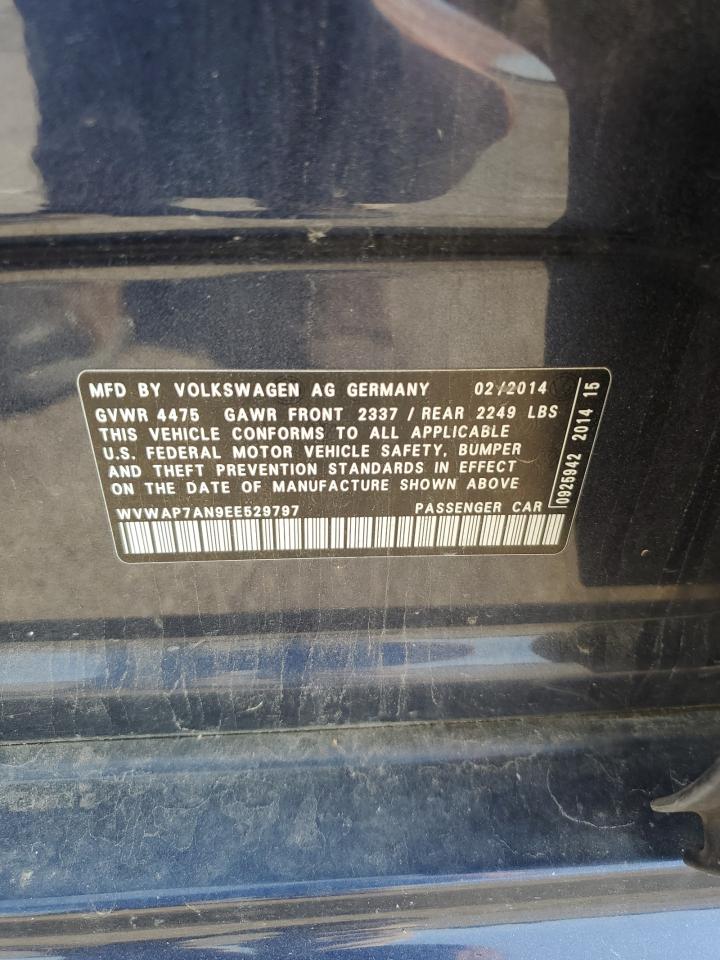 MFD BY VOLKSWAGEN AG GERMANY 02/2014
GVWR 4475 GAWR FRONT 2337 / REAR 2249 LBS
THIS VEHICLE CONFORMS TO ALL APPLICABLE
U.S. FEDERAL MOTOR VEHICLE SAFETY, BUMPER
AND THEFT PREVENTION STANDARDS IN EFFECT
ON THE DATE OF MANUFACTURE SHOWN ABOVE
WVWAP7AN9EE529797 PASSENGER CAR
0925942 2014 15